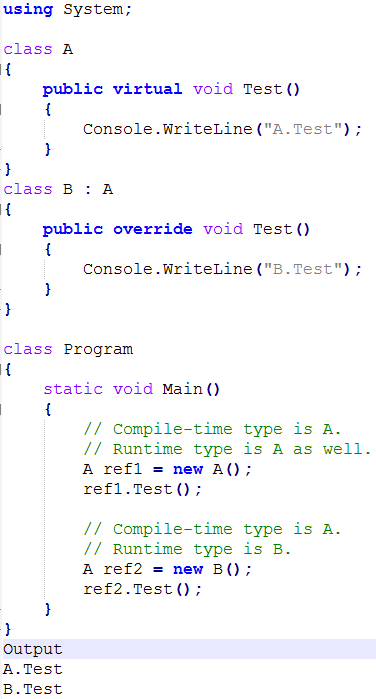 using System;
class A
{
    public virtual void Test()
    {
        Console.WriteLine("A.Test");
    }
}
class B : A
{
    public override void Test()
    {
        Console.WriteLine("B.Test");
    }
}
class Program
{
    static void Main()
    {
        // Compile-time type is A.
        // Runtime type is A as well.
        A ref1 = new A();
        ref1.Test();
        // Compile-time type is A.
        // Runtime type is B.
        A ref2 = new B();
        ref2.Test();
    }
}
Output
A.Test
B.Test